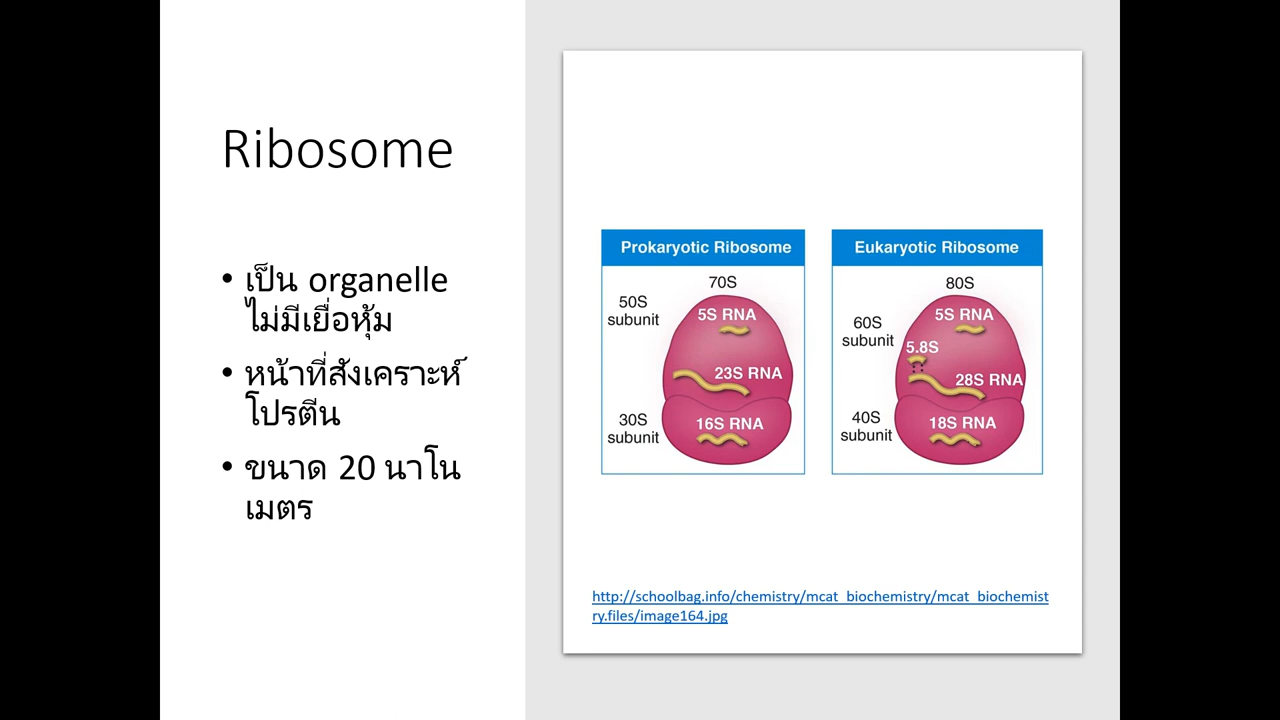 Ribosome
• เป็น organelle
ไม่มีเยื่อหุ้ม
• หน้าที่สังเคราะห์
โปรตีน
• ขนาด 20 นาโน
เมตร
Prokaryotic Ribosome
70S
50S
subunit
5S RNA
23S RNA
30S
subunit
16S RNA
Eukaryotic Ribosome
80S
60S
subunit
5S RNA
5.8S
28S RNA
40S
subunit
18S RNA
http://schoolbag.info/chemistry/mcat_biochemistry/mcat_biochemist
ry.files/image164.jpg